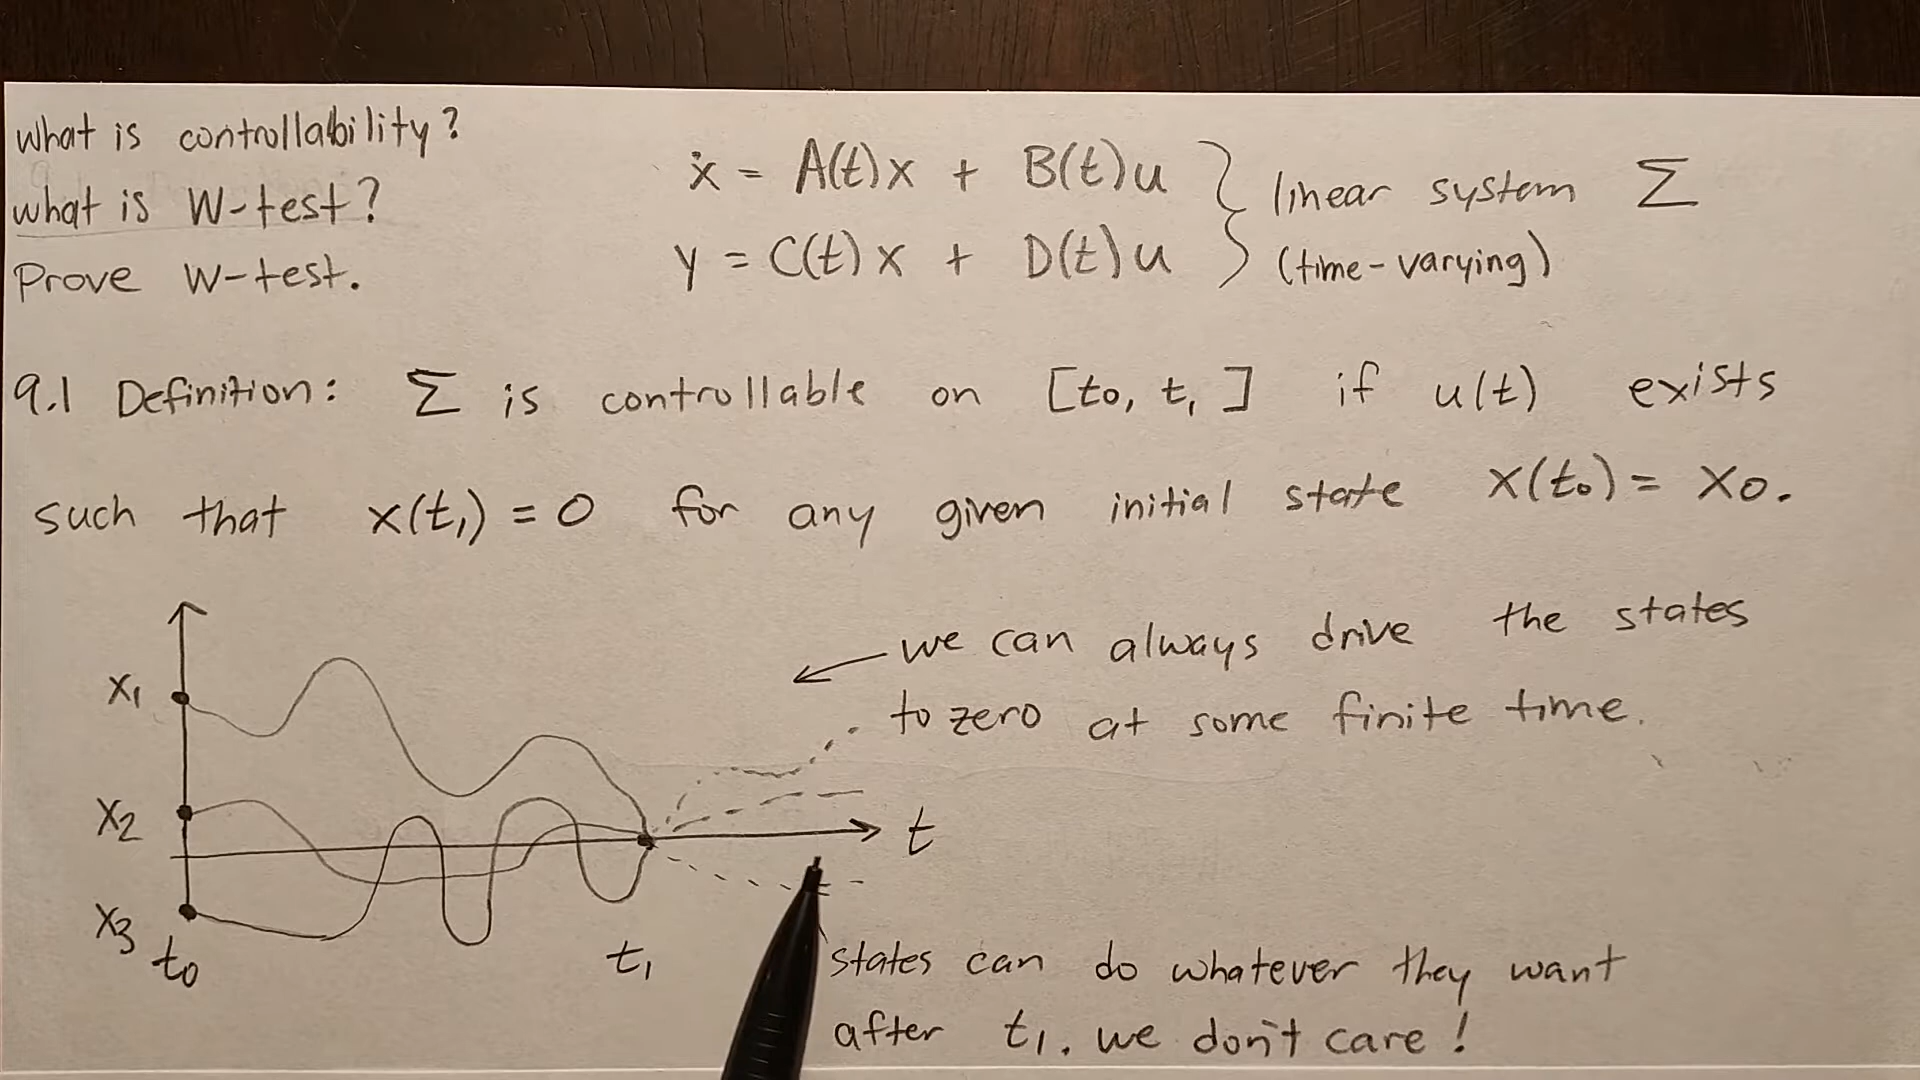 what is controllability?
what is W-test?
Prove W-test.
ẋ = A(t)x + B(t)u
y = C(t)x + D(t)u
linear system Σ
(time-varying)
9.1 Definition: Σ is controllable on [t₀, t₁] if u(t) exists
such that x(t₁) = 0 for any given initial state x(t₀) = x₀.
we can always drive the states
to zero at some finite time.
x₁
x₂
x₃
t₀
t₁
t
states can do whatever they want
after t₁. we don't care!